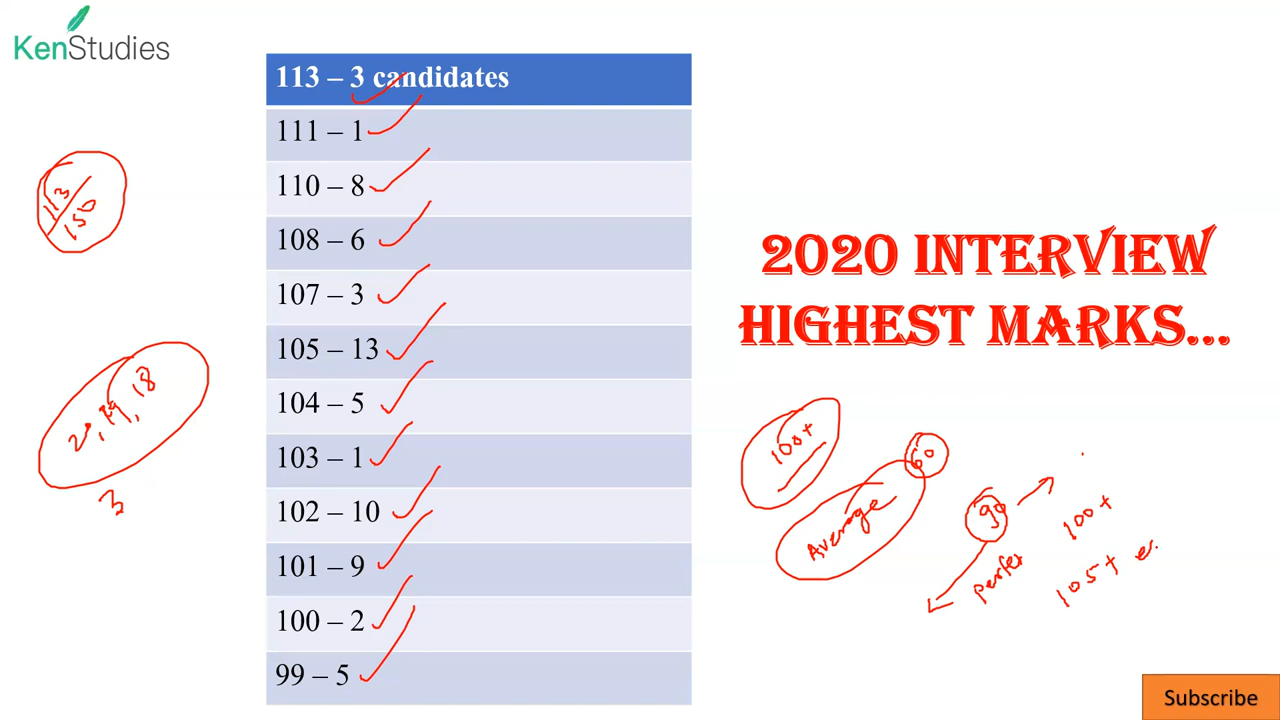 KenStudies
113 – 3 candidates
111 – 1
110 – 8
108 – 6
107 – 3
105 – 13
104 – 5
103 – 1
102 – 10
101 – 9
100 – 2
99 – 5
113
150
20, 19, 18
3
2020 INTERVIEW
HIGHEST MARKS...
100+
60
Average
90
100+
105+
Subscribe